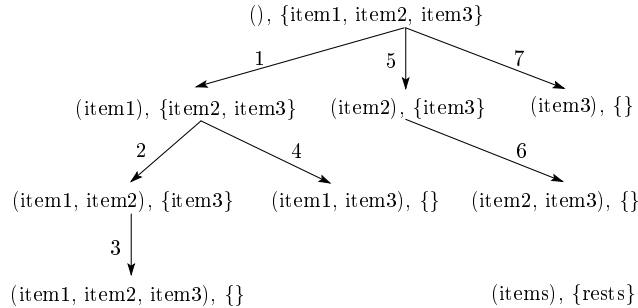 (), {item1, item2, item3}
1
5
7
(item1), {item2, item3}
(item2), {item3}
(item3), {}
2
4
6
(item1, item2), {item3}
(item1, item3), {}
(item2, item3), {}
3
(item1, item2, item3), {}
(items), {rests}